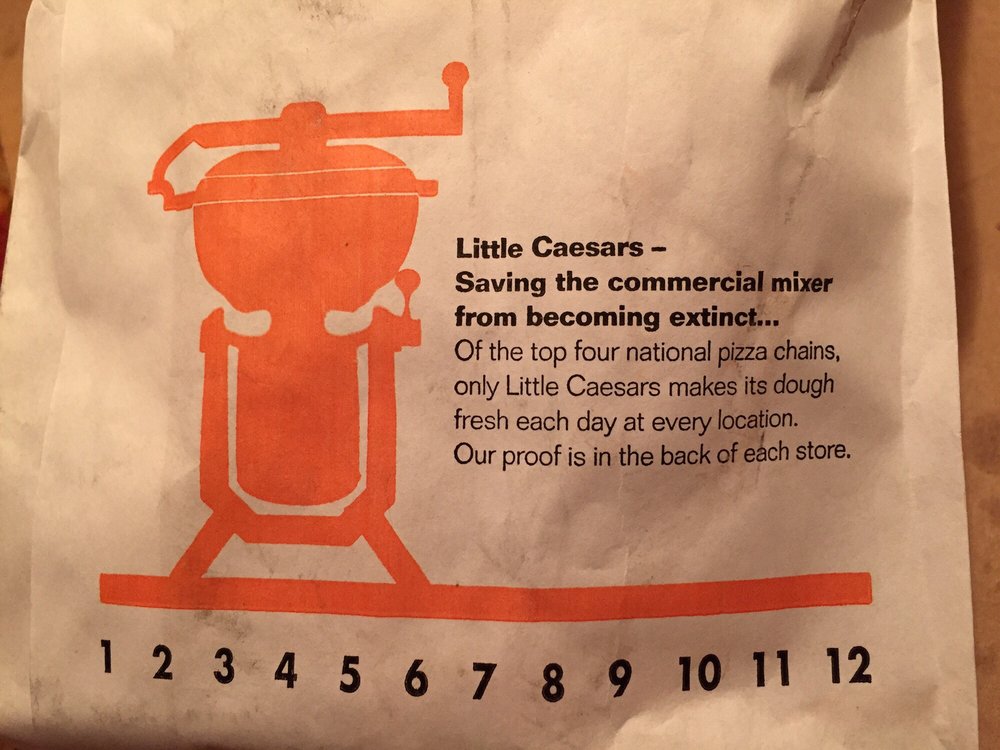 Little Caesars –
Saving the commercial mixer
from becoming extinct...
Of the top four national pizza chains,
only Little Caesars makes its dough
fresh each day at every location.
Our proof is in the back of each store.
1 2 3 4 5 6 7 8 9 10 11 12